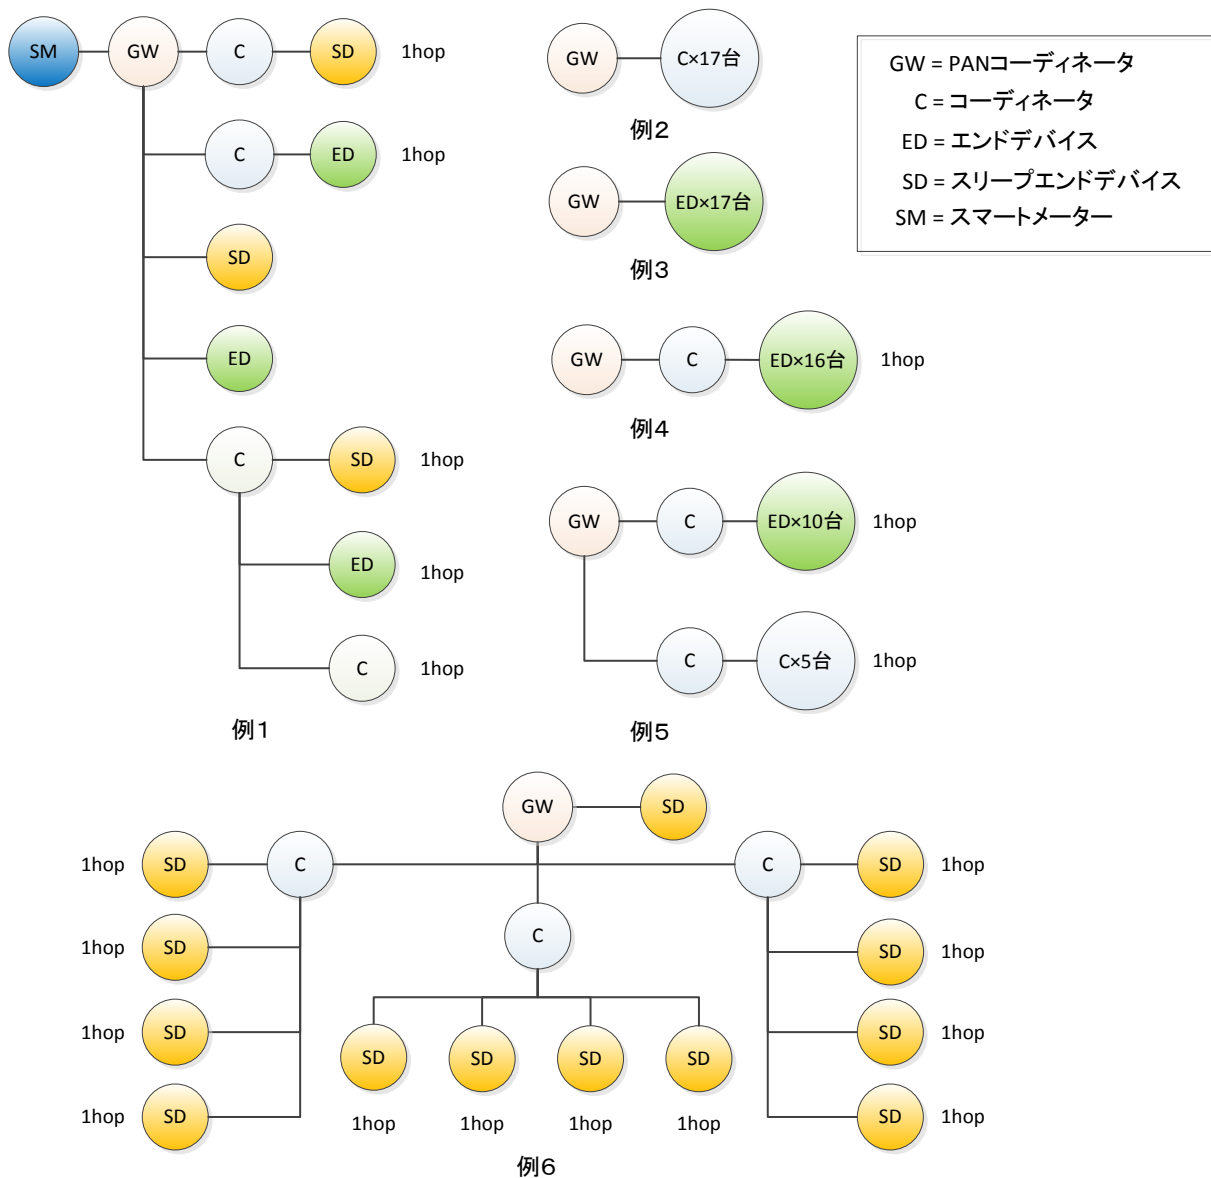 SM
GW
C
SD
1hop
C
ED
1hop
SD
ED
C
SD
1hop
ED
1hop
C
1hop
例1
GW
C×17台
例2
GW
ED×17台
例3
GW
C
ED×16台
1hop
例4
GW
C
ED×10台
1hop
C
C×5台
1hop
例5
GW = PANコーディネータ
C = コーディネータ
ED = エンドデバイス
SD = スリープエンドデバイス
SM = スマートメーター
GW
SD
1hop
SD
C
C
SD
1hop
1hop
SD
C
SD
1hop
1hop
SD
SD
SD
SD
SD
SD
1hop
1hop
SD
1hop
1hop
1hop
1hop
SD
1hop
例6